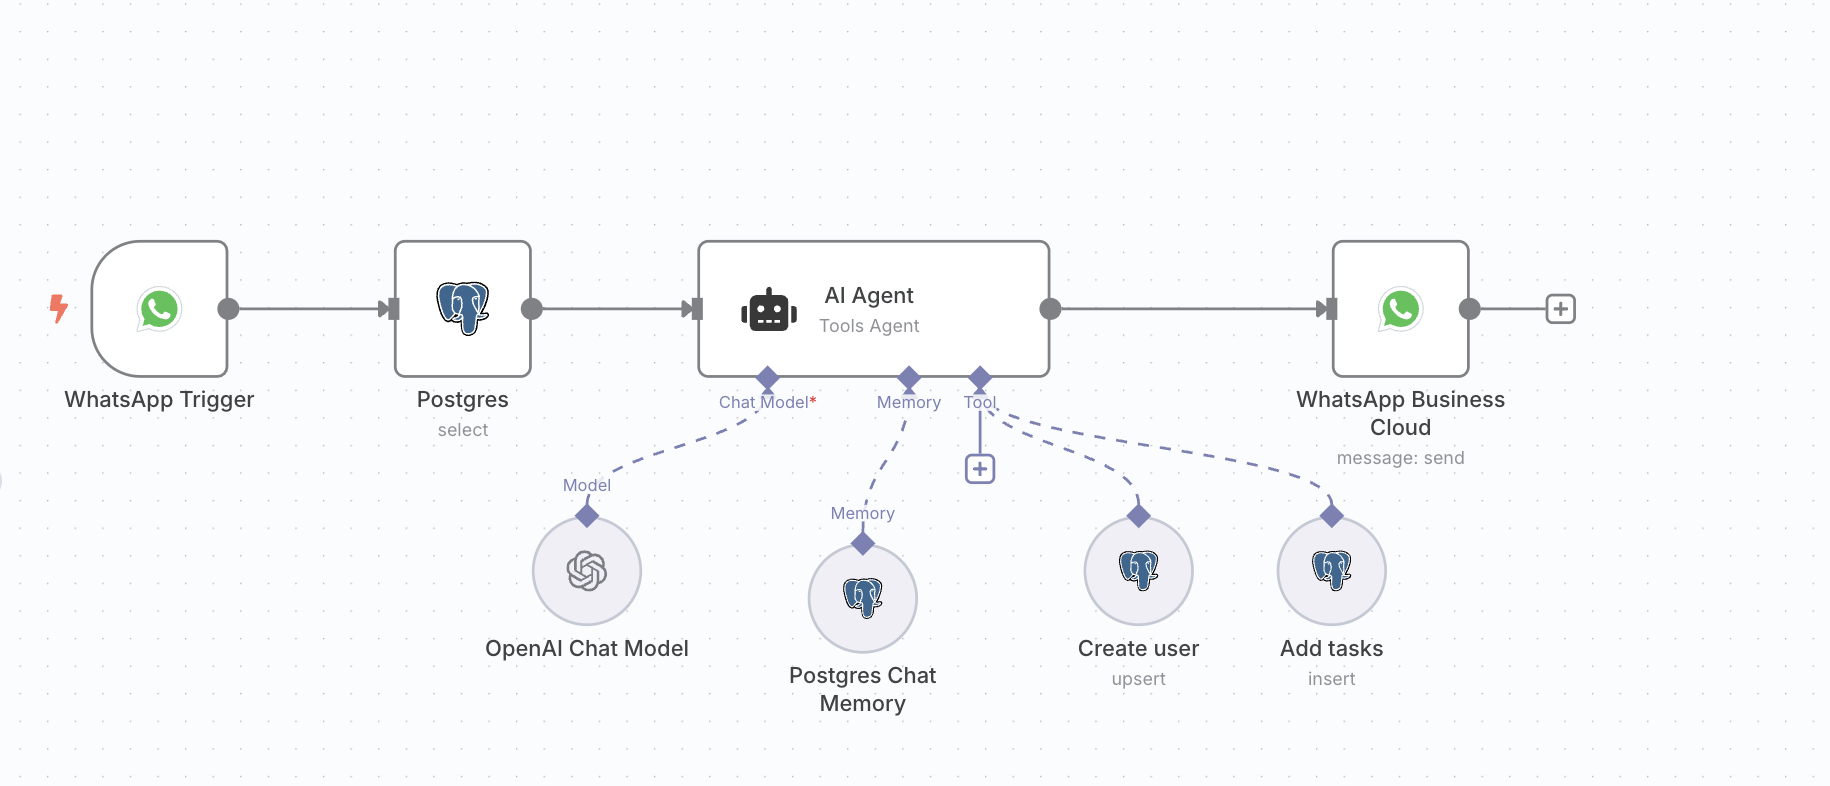 WhatsApp Trigger
Postgres
select
AI Agent
Tools Agent
Chat Model*
Memory
Tool
WhatsApp Business
Cloud
message: send
Model
OpenAI Chat Model
Memory
Postgres Chat
Memory
Create user
upsert
Add tasks
insert